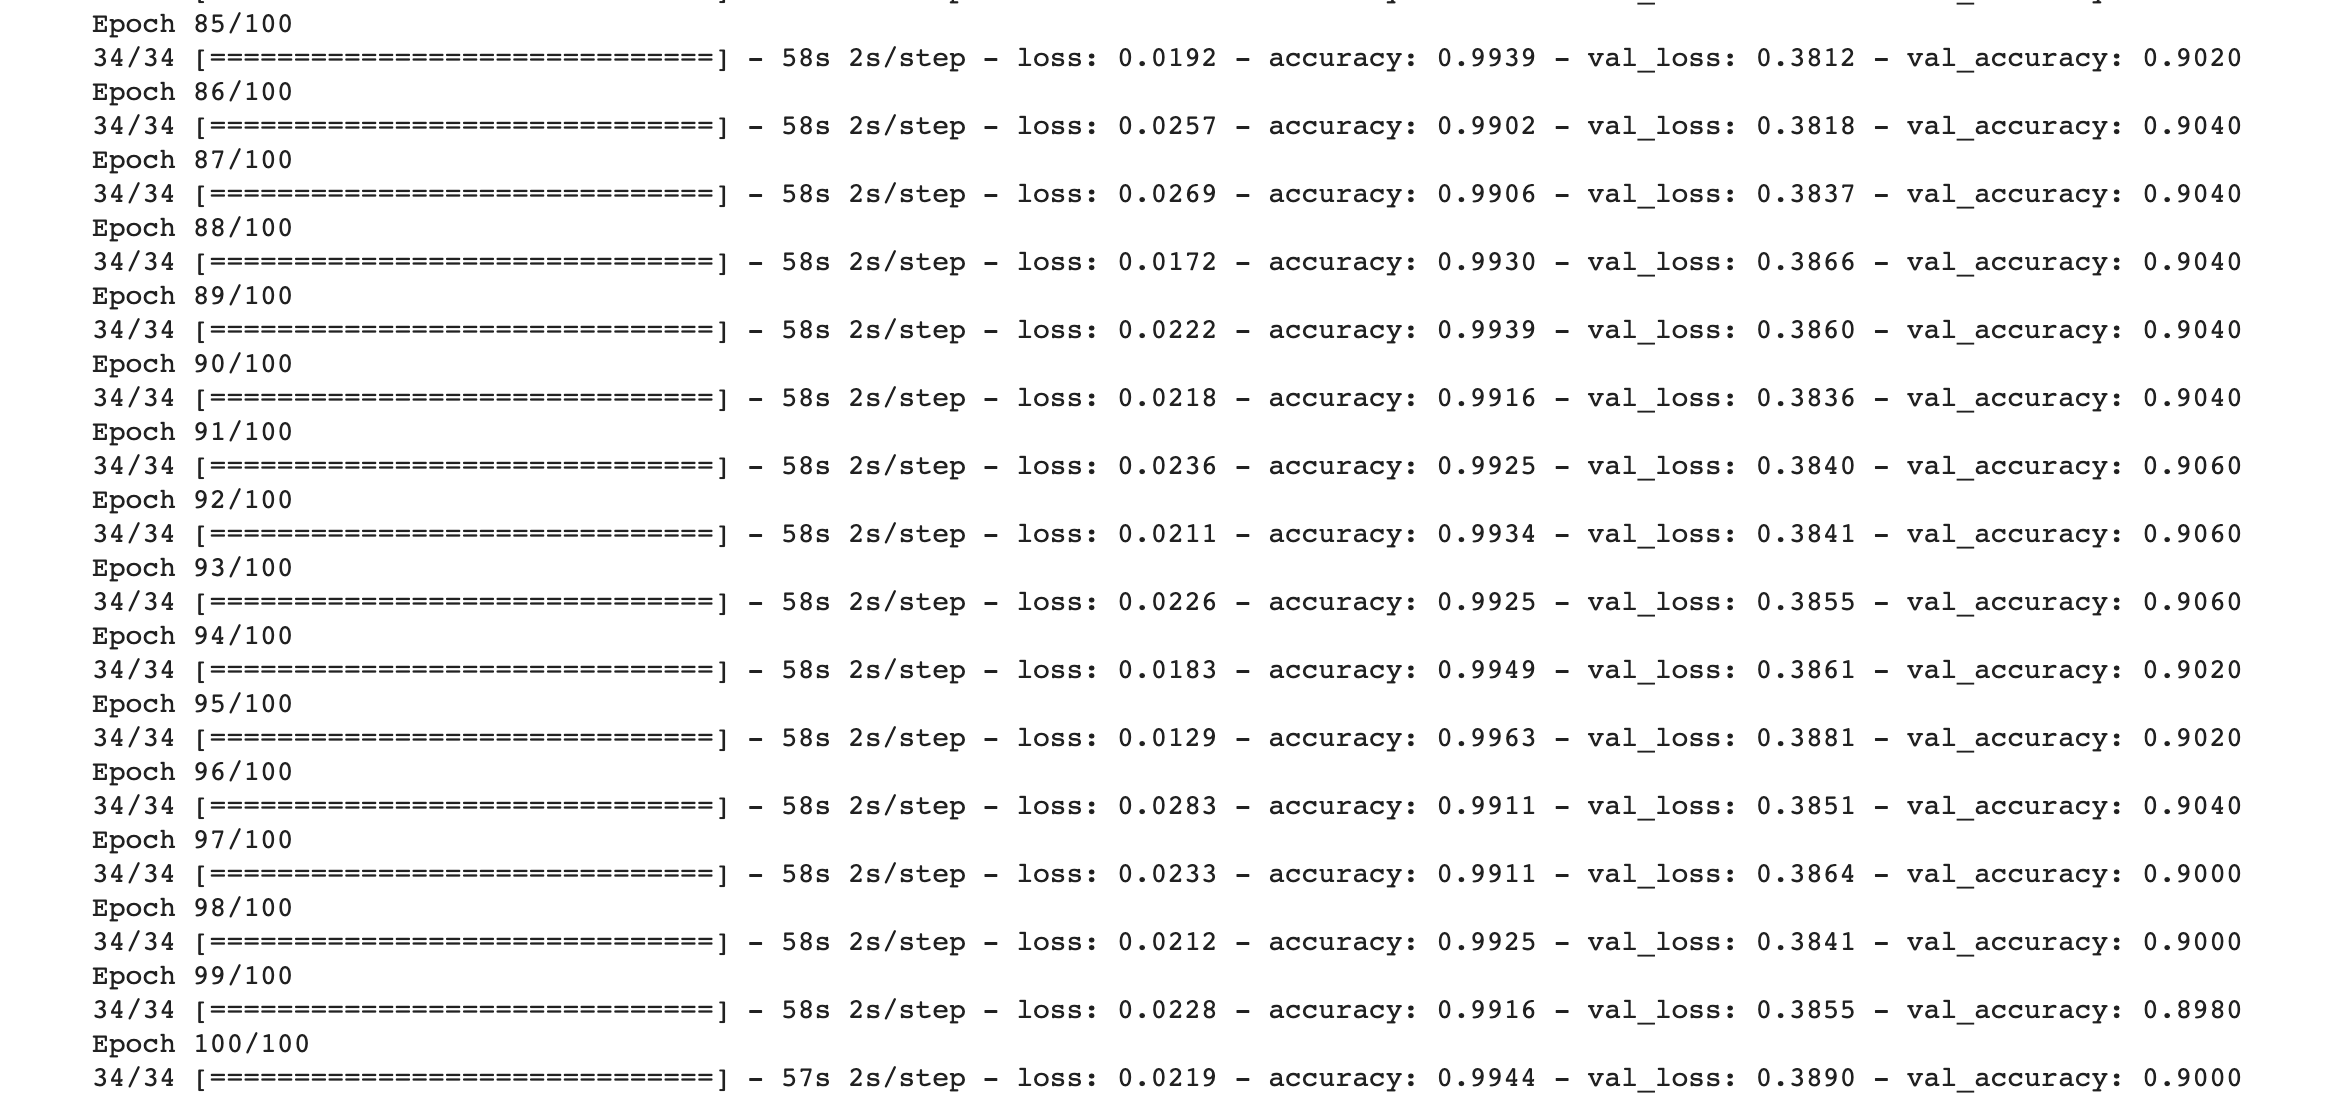 Epoch 85/100
34/34 [==============================] - 58s 2s/step - loss: 0.0192 - accuracy: 0.9939 - val_loss: 0.3812 - val_accuracy: 0.9020
Epoch 86/100
34/34 [==============================] - 58s 2s/step - loss: 0.0257 - accuracy: 0.9902 - val_loss: 0.3818 - val_accuracy: 0.9040
Epoch 87/100
34/34 [==============================] - 58s 2s/step - loss: 0.0269 - accuracy: 0.9906 - val_loss: 0.3837 - val_accuracy: 0.9040
Epoch 88/100
34/34 [==============================] - 58s 2s/step - loss: 0.0172 - accuracy: 0.9930 - val_loss: 0.3866 - val_accuracy: 0.9040
Epoch 89/100
34/34 [==============================] - 58s 2s/step - loss: 0.0222 - accuracy: 0.9939 - val_loss: 0.3860 - val_accuracy: 0.9040
Epoch 90/100
34/34 [==============================] - 58s 2s/step - loss: 0.0218 - accuracy: 0.9916 - val_loss: 0.3836 - val_accuracy: 0.9040
Epoch 91/100
34/34 [==============================] - 58s 2s/step - loss: 0.0236 - accuracy: 0.9925 - val_loss: 0.3840 - val_accuracy: 0.9060
Epoch 92/100
34/34 [==============================] - 58s 2s/step - loss: 0.0211 - accuracy: 0.9934 - val_loss: 0.3841 - val_accuracy: 0.9060
Epoch 93/100
34/34 [==============================] - 58s 2s/step - loss: 0.0226 - accuracy: 0.9925 - val_loss: 0.3855 - val_accuracy: 0.9060
Epoch 94/100
34/34 [==============================] - 58s 2s/step - loss: 0.0183 - accuracy: 0.9949 - val_loss: 0.3861 - val_accuracy: 0.9020
Epoch 95/100
34/34 [==============================] - 58s 2s/step - loss: 0.0129 - accuracy: 0.9963 - val_loss: 0.3881 - val_accuracy: 0.9020
Epoch 96/100
34/34 [==============================] - 58s 2s/step - loss: 0.0283 - accuracy: 0.9911 - val_loss: 0.3851 - val_accuracy: 0.9040
Epoch 97/100
34/34 [==============================] - 58s 2s/step - loss: 0.0233 - accuracy: 0.9911 - val_loss: 0.3864 - val_accuracy: 0.9000
Epoch 98/100
34/34 [==============================] - 58s 2s/step - loss: 0.0212 - accuracy: 0.9925 - val_loss: 0.3841 - val_accuracy: 0.9000
Epoch 99/100
34/34 [==============================] - 58s 2s/step - loss: 0.0228 - accuracy: 0.9916 - val_loss: 0.3855 - val_accuracy: 0.8980
Epoch 100/100
34/34 [==============================] - 57s 2s/step - loss: 0.0219 - accuracy: 0.9944 - val_loss: 0.3890 - val_accuracy: 0.9000